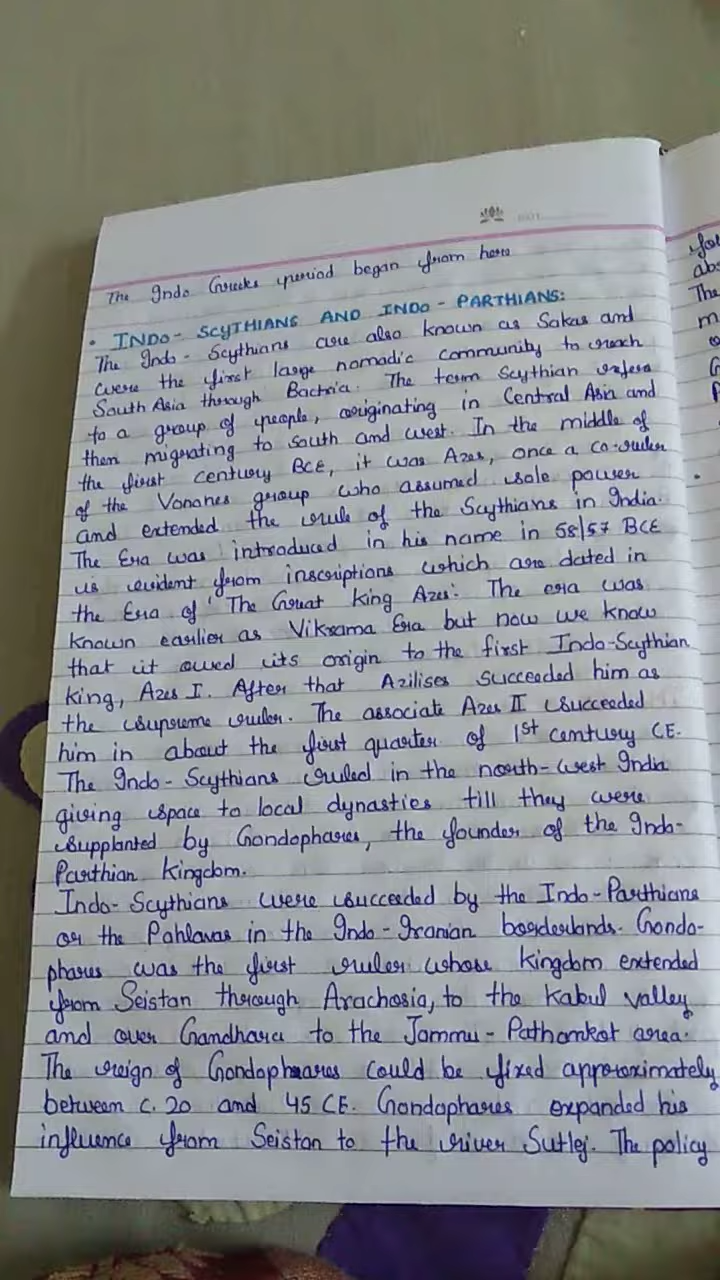 The Indo Greeks period began from here
• INDO-SCYTHIANS AND INDO-PARTHIANS:
The Indo-Scythians are also known as Sakas and
were the first large nomadic community to reach
South Asia through Bactria. The term Scythian refers
to a group of people, originating in Central Asia and
then migrating to south and west. In the middle of
the first century BCE, it was Azes, once a co-ruler
of the Vonones group who assumed sole power
and extended the rule of the Scythians in India.
The Era was introduced in his name in 58/57 BCE
is evident from inscriptions which are dated in
the Era of 'The Great King Azes'. The era was
known earlier as Vikrama Era but now we know
that it owed its origin to the first Indo-Scythian
king, Azes I. After that Azilises succeeded him as
the supreme ruler. The associate Azes II succeeded
him in about the first quarter of 1st century CE.
The Indo-Scythians ruled in the north-west India
giving space to local dynasties till they were
supplanted by Gondophares, the founder of the Indo-
Parthian Kingdom.
Indo-Scythians were succeeded by the Indo-Parthians
or the Pahlavas in the Indo-Iranian boarderlands. Gondo-
phares was the first ruler whose kingdom extended
from Seistan through Arachosia, to the Kabul valley
and over Gandhara to the Jammu-Pathankot area.
The reign of Gondophares could be fixed approximately
between c. 20 and 45 CE. Gondophares expanded his
influence from Seistan to the river Sutlej. The policy
for
abs
The
m